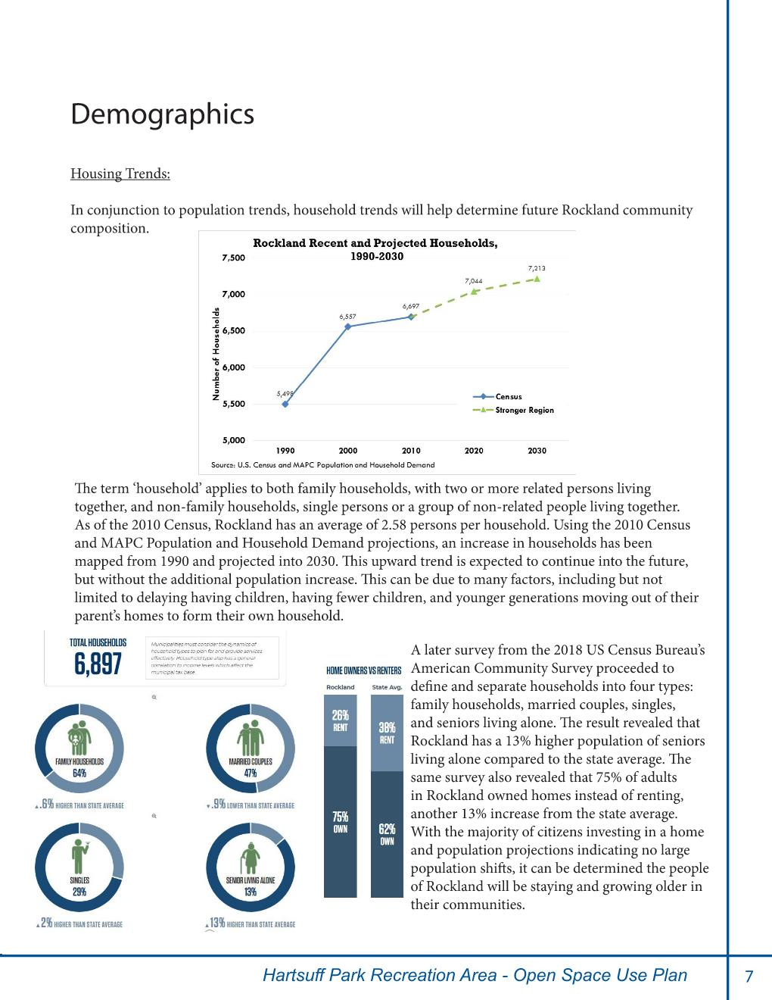 Demographics
Housing Trends:
In conjunction to population trends, household trends will help determine future Rockland community
composition.
Rockland Recent and Projected Households,
1990-2030
7,500
7,000
6,500
6,000
5,500
5,000
Number of Households
5,498
6,557
6,697
7,044
7,213
Census
Stronger Region
1990 2000 2010 2020 2030
Source: U.S. Census and MAPC Population and Household Demand
The term ‘household’ applies to both family households, with two or more related persons living
together, and non-family households, single persons or a group of non-related people living together.
As of the 2010 Census, Rockland has an average of 2.58 persons per household. Using the 2010 Census
and MAPC Population and Household Demand projections, an increase in households has been
mapped from 1990 and projected into 2030. This upward trend is expected to continue into the future,
but without the additional population increase. This can be due to many factors, including but not
limited to delaying having children, having fewer children, and younger generations moving out of their
parent’s homes to form their own household.
TOTAL HOUSEHOLDS
6,897
Municipalities must consider the dynamics of
household types to plan for and provide services
effectively. Household type also has a general
correlation to income levels which affect the
municipal tax base.
FAMILY HOUSEHOLDS
64%
▲.6% HIGHER THAN STATE AVERAGE
MARRIED COUPLES
47%
▼.9% LOWER THAN STATE AVERAGE
SINGLES
29%
▲2% HIGHER THAN STATE AVERAGE
SENIOR LIVING ALONE
13%
▲13% HIGHER THAN STATE AVERAGE
HOME OWNERS VS RENTERS
Rockland State Avg.
26%
RENT
38%
RENT
75%
OWN
62%
OWN
A later survey from the 2018 US Census Bureau’s
American Community Survey proceeded to
define and separate households into four types:
family households, married couples, singles,
and seniors living alone. The result revealed that
Rockland has a 13% higher population of seniors
living alone compared to the state average. The
same survey also revealed that 75% of adults
in Rockland owned homes instead of renting,
another 13% increase from the state average.
With the majority of citizens investing in a home
and population projections indicating no large
population shifts, it can be determined the people
of Rockland will be staying and growing older in
their communities.
Hartsuff Park Recreation Area - Open Space Use Plan
7